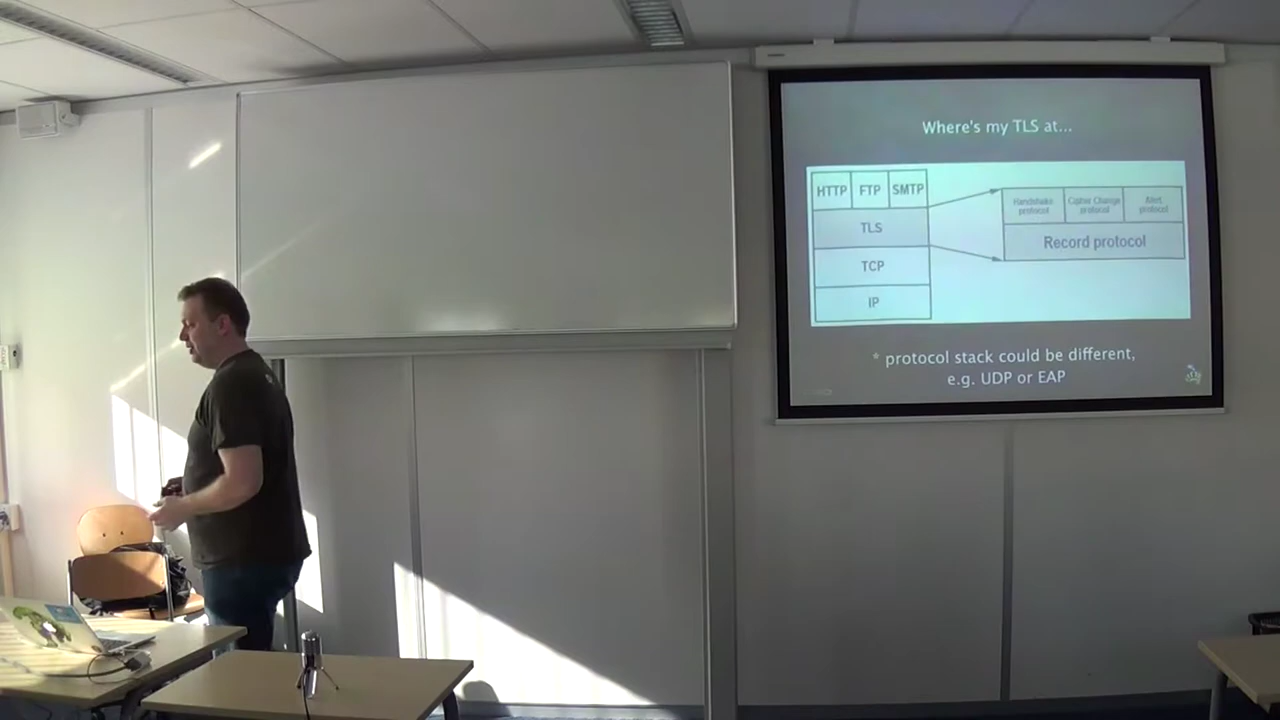 Where's my TLS at...
HTTP FTP SMTP
TLS
TCP
IP
Handshake protocol
Cipher Change protocol
Alert protocol
Record protocol
* protocol stack could be different,
e.g. UDP or EAP